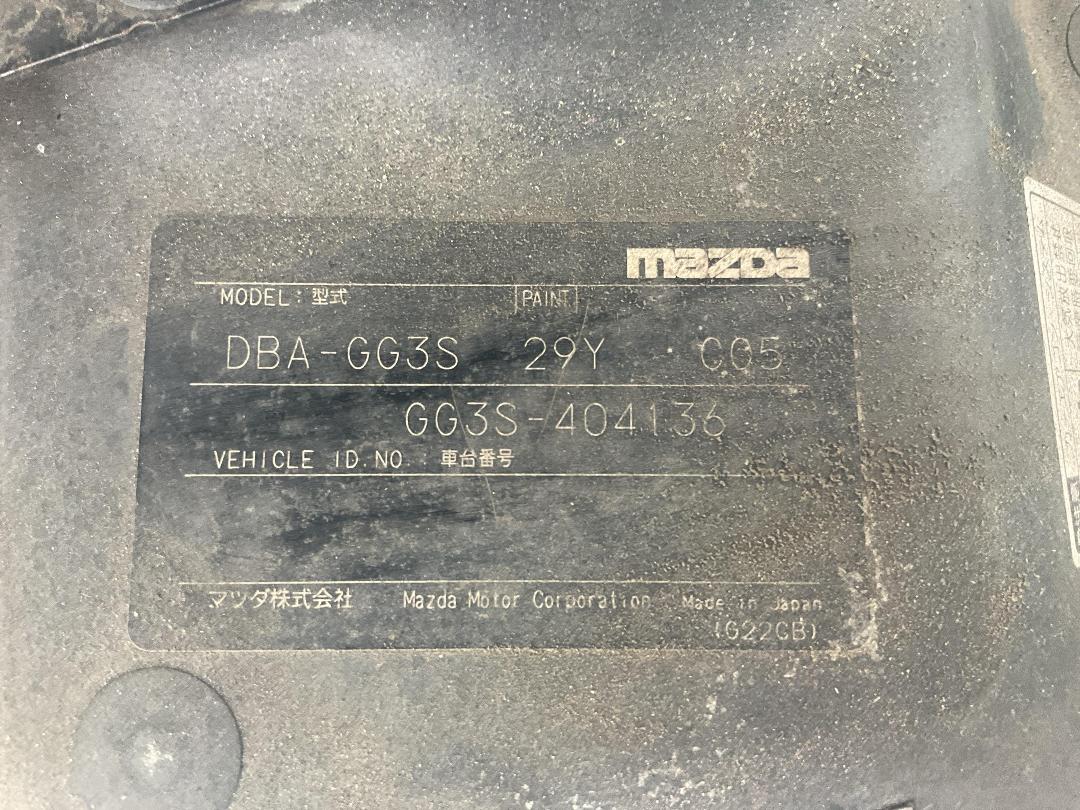 mazda
MODEL : 型式 PAINT
DBA-GG3S 29Y CG5
GG3S-404136
VEHICLE ID.NO. : 車台番号
マツダ株式会社 Mazda Motor Corporation Made in Japan
(G22CB)